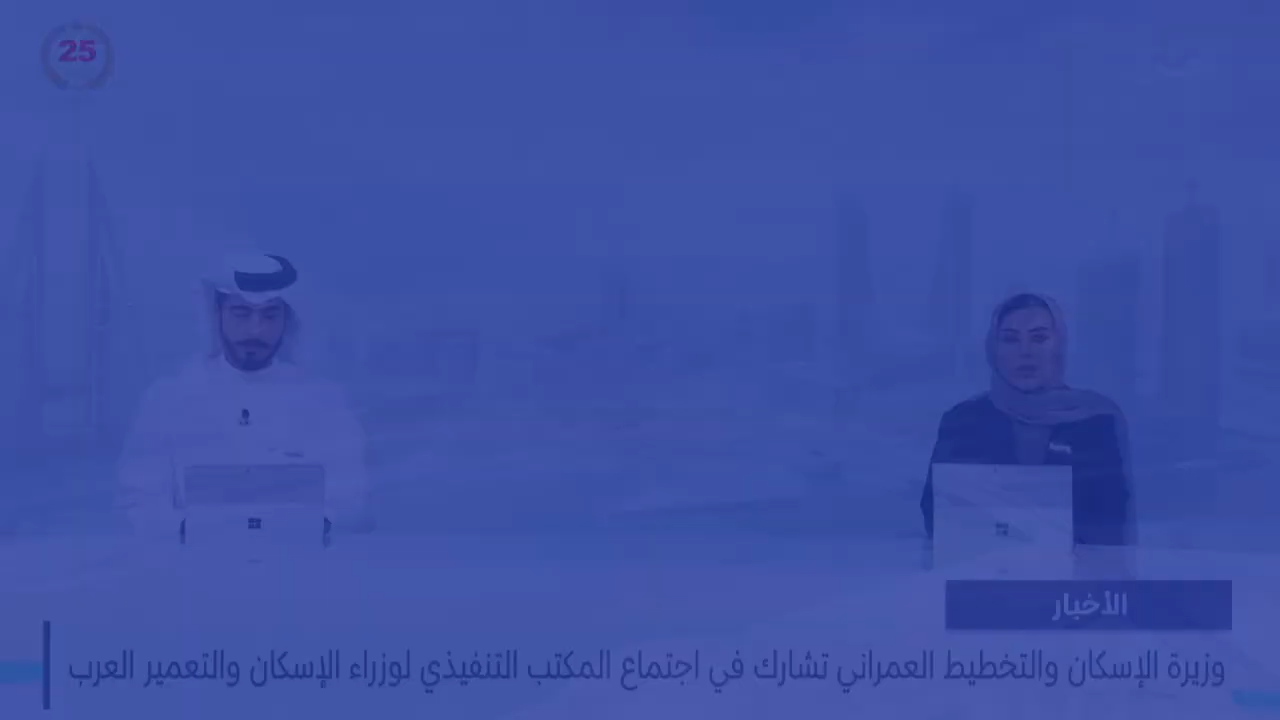 25
الأخبار
وزيرة الإسكان والتخطيط العمراني تشارك في اجتماع المكتب التنفيذي لوزراء الإسكان والتعمير العرب